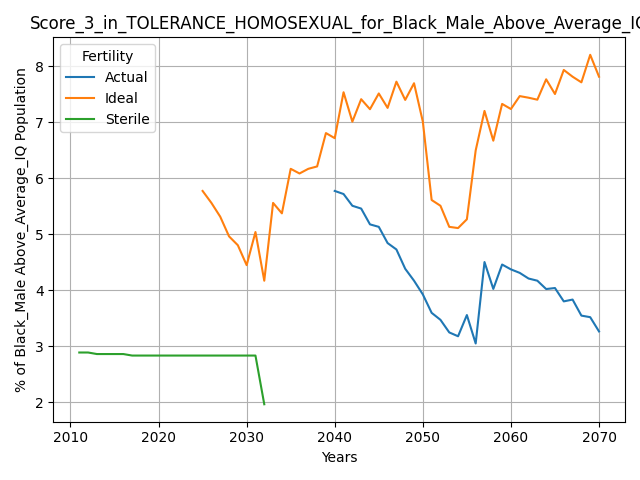 Score_3_in_TOLERANCE_HOMOSEXUAL_for_Black_Male_Above_Average_IQ
Fertility
Actual
Ideal
Sterile
% of Black_Male Above_Average_IQ Population
8
7
6
5
4
3
2
2010 2020 2030 2040 2050 2060 2070
Years